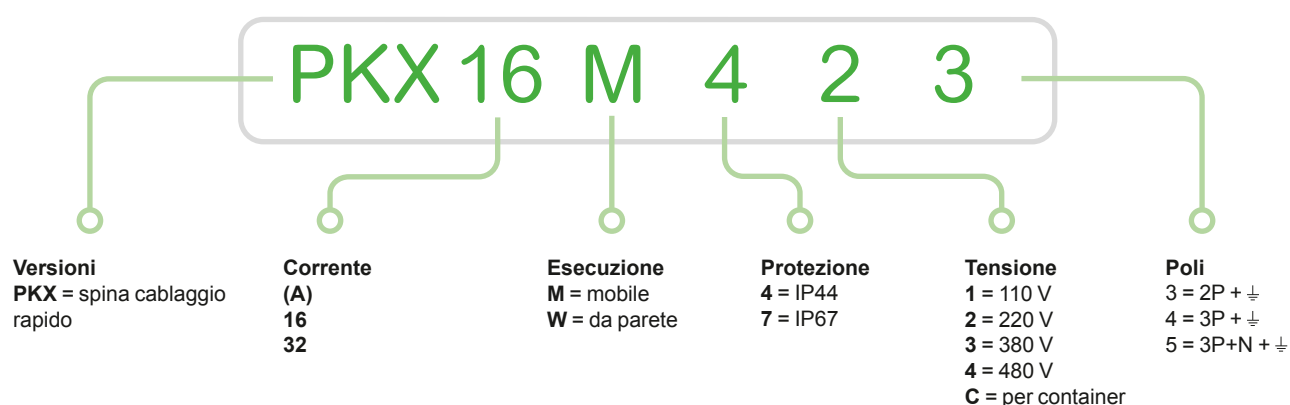 PKX 16 M 4 2 3
Versioni
PKX = spina cablaggio
rapido
Corrente
(A)
16
32
Esecuzione
M = mobile
W = da parete
Protezione
4 = IP44
7 = IP67
Tensione
1 = 110 V
2 = 220 V
3 = 380 V
4 = 480 V
C = per container
Poli
3 = 2P + ⏚
4 = 3P + ⏚
5 = 3P+N + ⏚